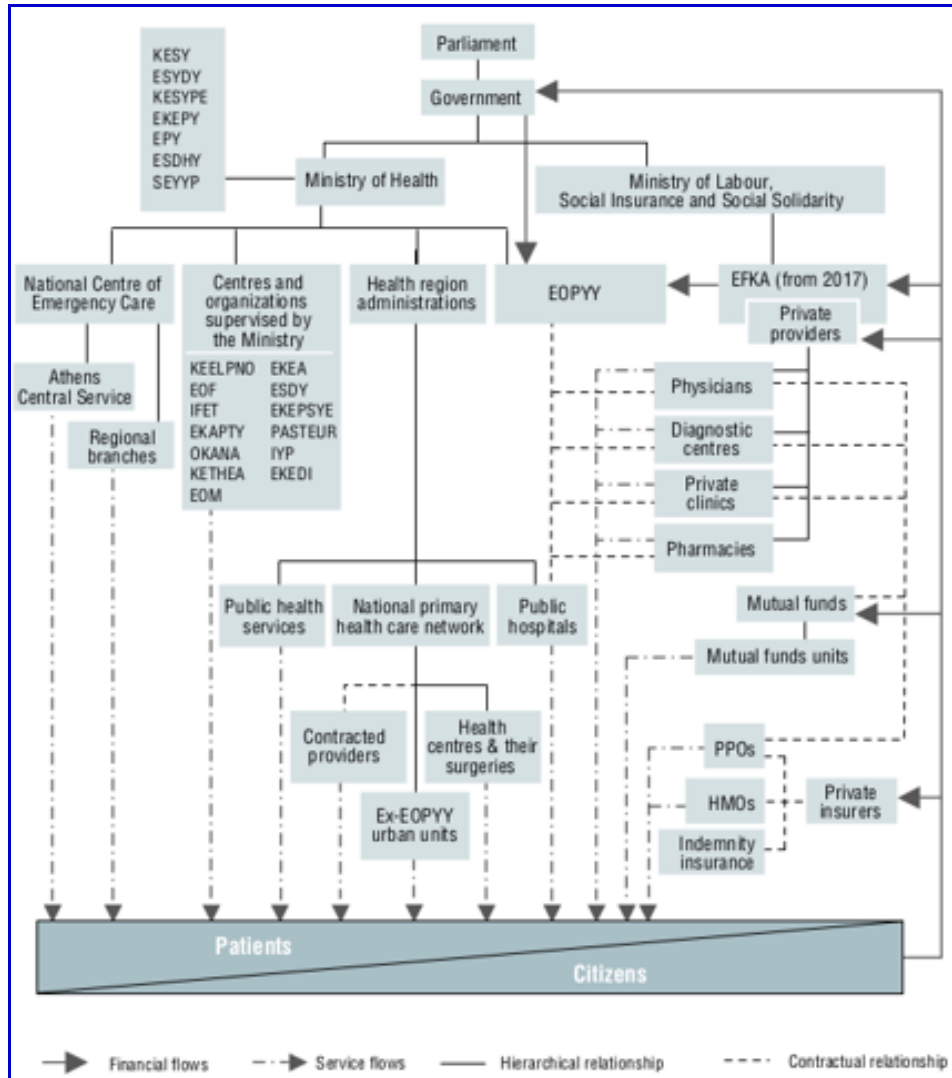 Parliament
KESY
ESYDY
KESYPE
EKEPY
EPY
ESDHY
SEYYP
Government
Ministry of Health
Ministry of Labour,
Social Insurance and Social Solidarity
National Centre of
Emergency Care
Centres and
organizations
supervised by
the Ministry
KEELPNO EKEA
EOF ESDY
IFET EKEPSYE
EKAPTY PASTEUR
OKANA IYP
KETHEA EKEDI
EOM
Health region
administrations
EOPYY
EFKA (from 2017)
Private
providers
Athens
Central Service
Regional
branches
Physicians
Diagnostic
centres
Private
clinics
Pharmacies
Public health
services
National primary
health care network
Public
hospitals
Mutual funds
Mutual funds units
Contracted
providers
Health
centres & their
surgeries
Ex-EOPYY
urban units
PPOs
HMOs
Indemnity
insurance
Private
insurers
Patients
Citizens
Financial flows
Service flows
Hierarchical relationship
Contractual relationship